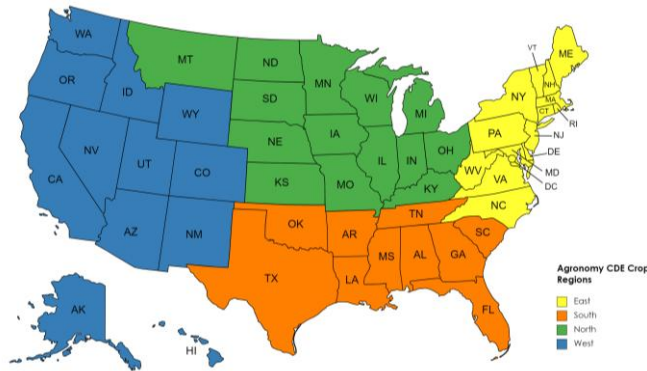 WA
OR
CA
NV
ID
UT
AZ
MT
WY
CO
NM
ND
SD
NE
KS
OK
TX
MN
IA
MO
AR
LA
WI
IL
MI
IN
OH
KY
TN
MS
AL
GA
FL
SC
NC
VA
WV
PA
NY
VT
NH
ME
MA
CT
RI
NJ
DE
MD
DC
AK
HI
Agronomy CDE Crop
Regions
East
South
North
West